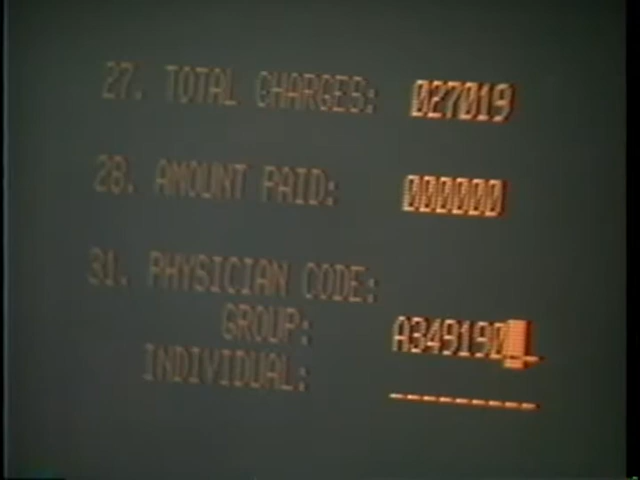 27. TOTAL CHARGES: 027019
28. AMOUNT PAID: 000000
31. PHYSICIAN CODE:
GROUP: A349190
INDIVIDUAL: